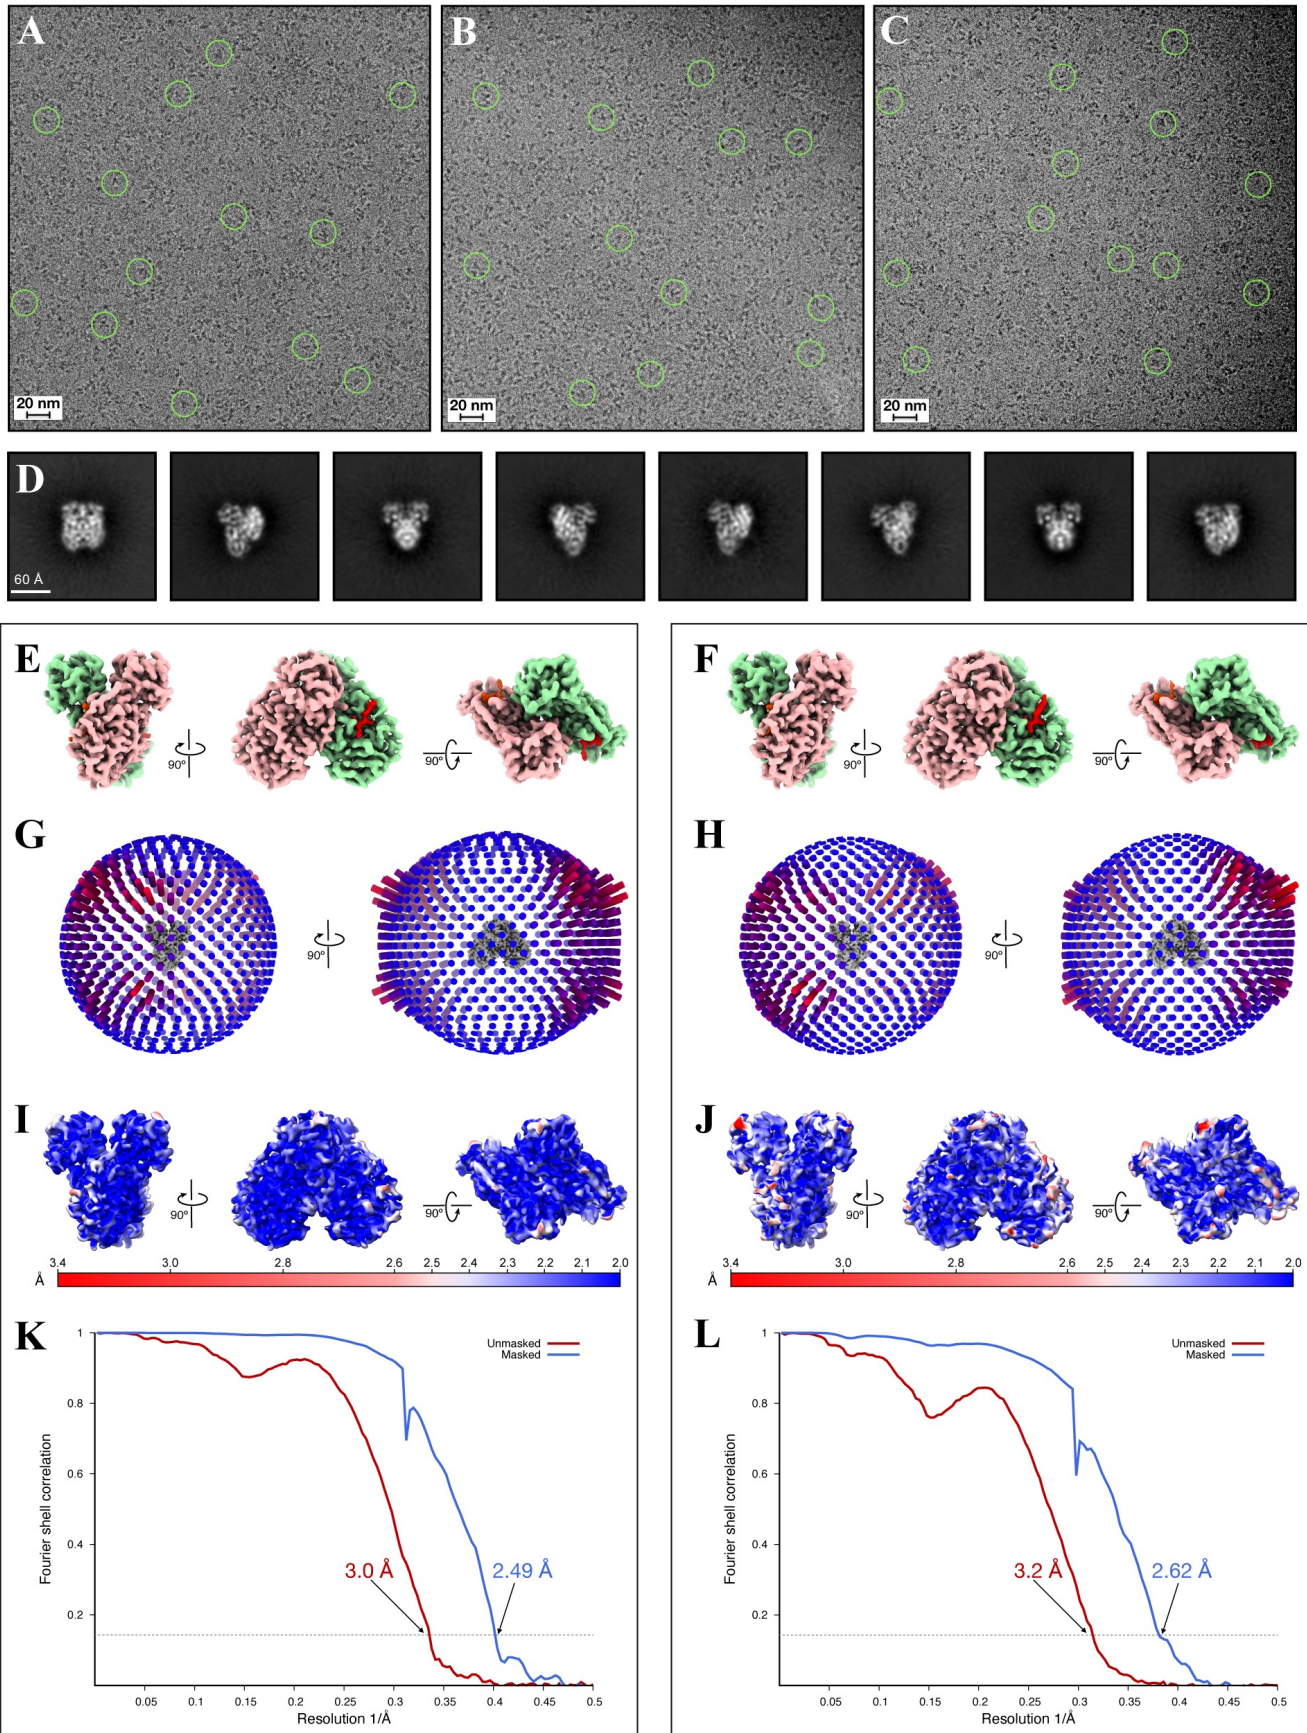 A
B
C
20 nm
20 nm
20 nm
D
60 Å
E
90°
90°
F
90°
90°
G
90°
H
90°
I
90°
90°
J
90°
90°
Å 3.4 3.0 2.8 2.6 2.5 2.4 2.3 2.2 2.1 2.0
Å 3.4 3.0 2.8 2.6 2.5 2.4 2.3 2.2 2.1 2.0
K
Unmasked
Masked
1
0.8
0.6
0.4
0.2
Fourier shell correlation
3.0 Å
2.49 Å
0.05 0.1 0.15 0.2 0.25 0.3 0.35 0.4 0.45 0.5
Resolution 1/Å
L
Unmasked
Masked
1
0.8
0.6
0.4
0.2
Fourier shell correlation
3.2 Å
2.62 Å
0.05 0.1 0.15 0.2 0.25 0.3 0.35 0.4 0.45 0.5
Resolution 1/Å